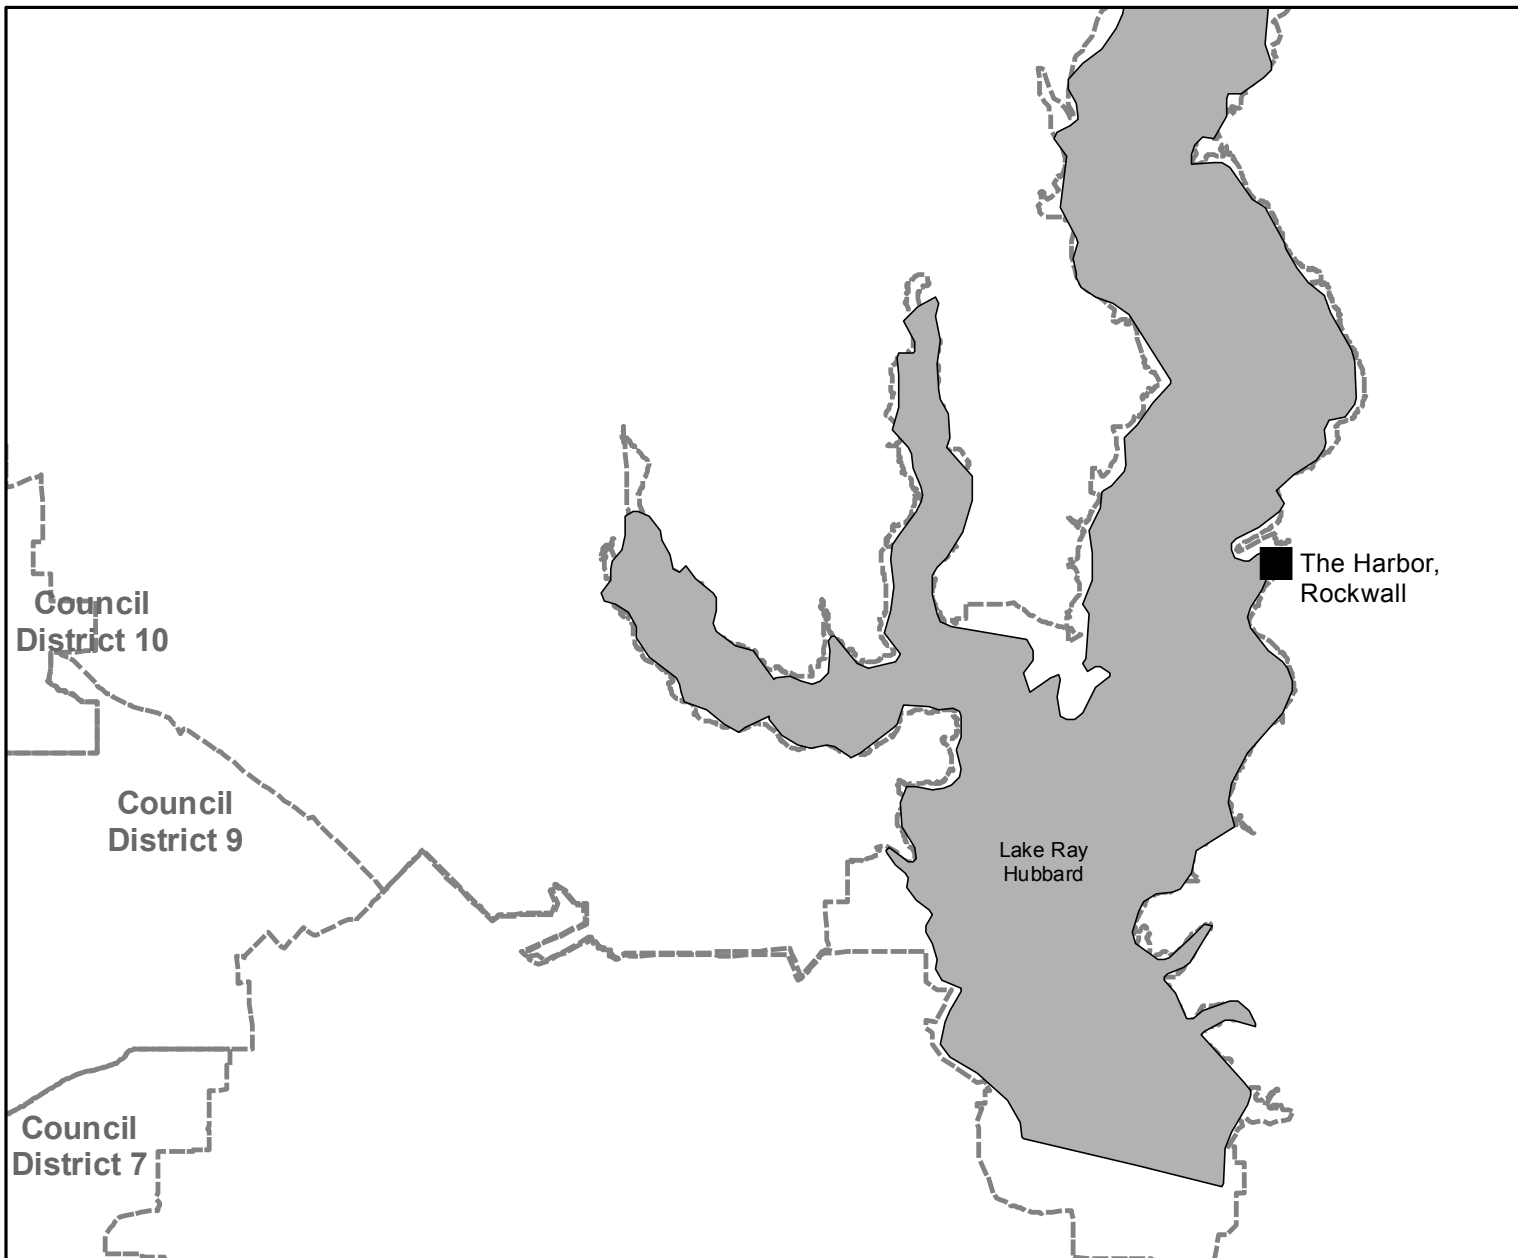 The Harbor,
Rockwall
Council
District 10
Council
District 9
Lake Ray
Hubbard
Council
District 7